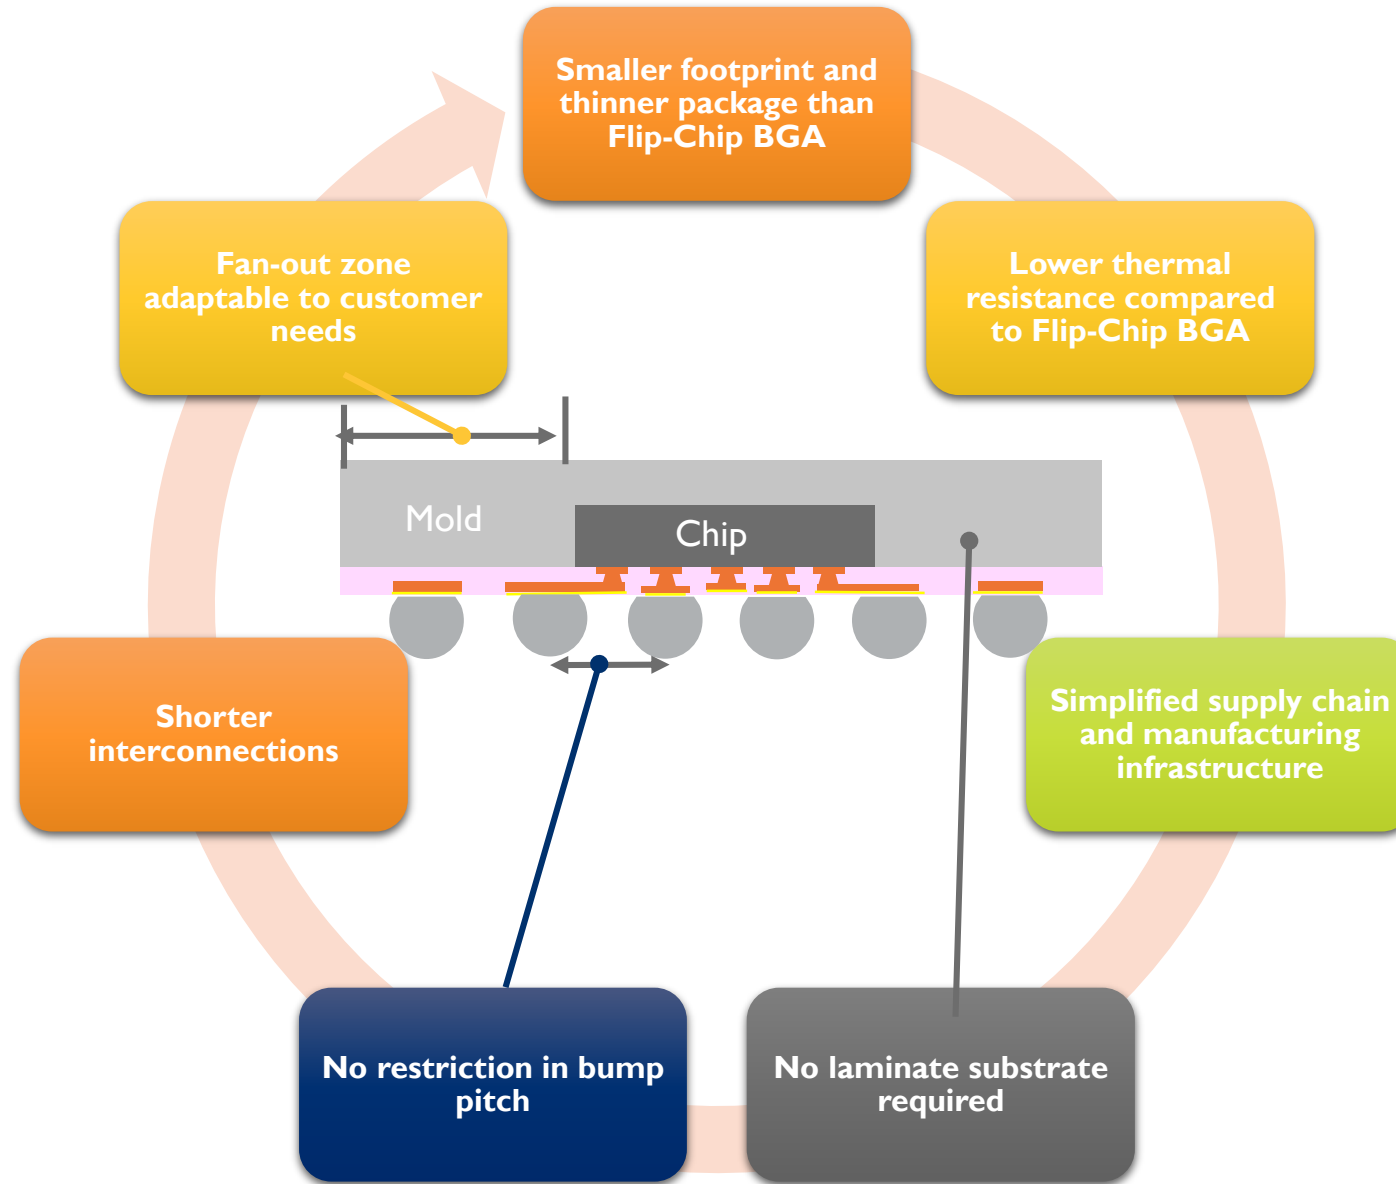 Smaller footprint and
thinner package than
Flip-Chip BGA
Lower thermal
resistance compared
to Flip-Chip BGA
Simplified supply chain
and manufacturing
infrastructure
No laminate substrate
required
No restriction in bump
pitch
Shorter
interconnections
Fan-out zone
adaptable to customer
needs
Mold
Chip